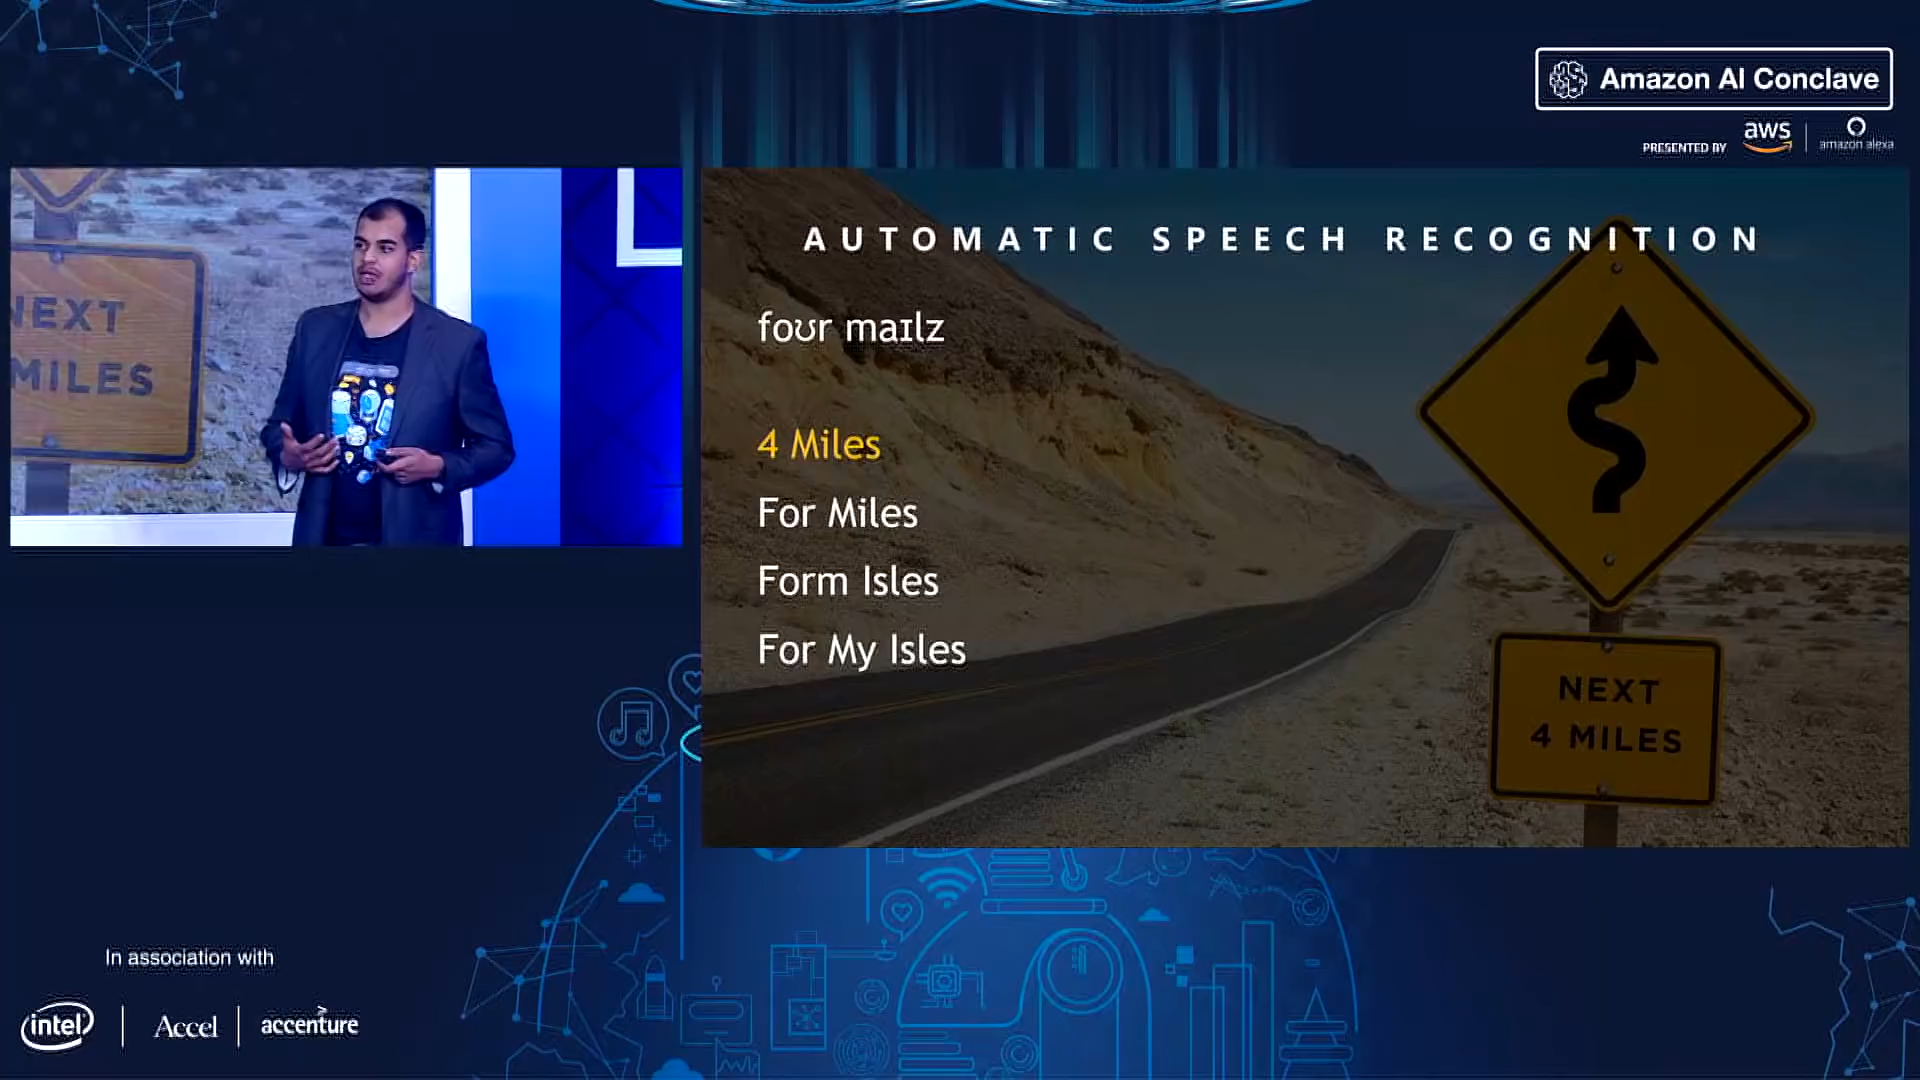 Amazon AI Conclave
PRESENTED BY
aws
amazon alexa
NEXT
MILES
AUTOMATIC SPEECH RECOGNITION
foʊr maɪlz
4 Miles
For Miles
Form Isles
For My Isles
NEXT
4 MILES
In association with
intel
Accel
accenture